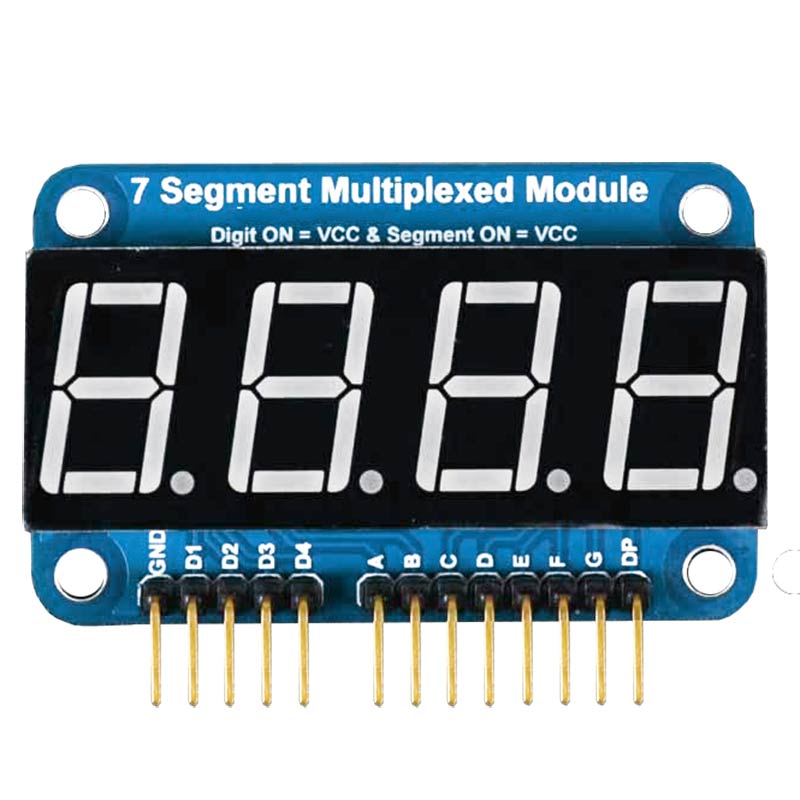 7 Segment Multiplexed Module
Digit ON = VCC & Segment ON = VCC
GND D1 D2 D3 D4 A B C D E F G DP